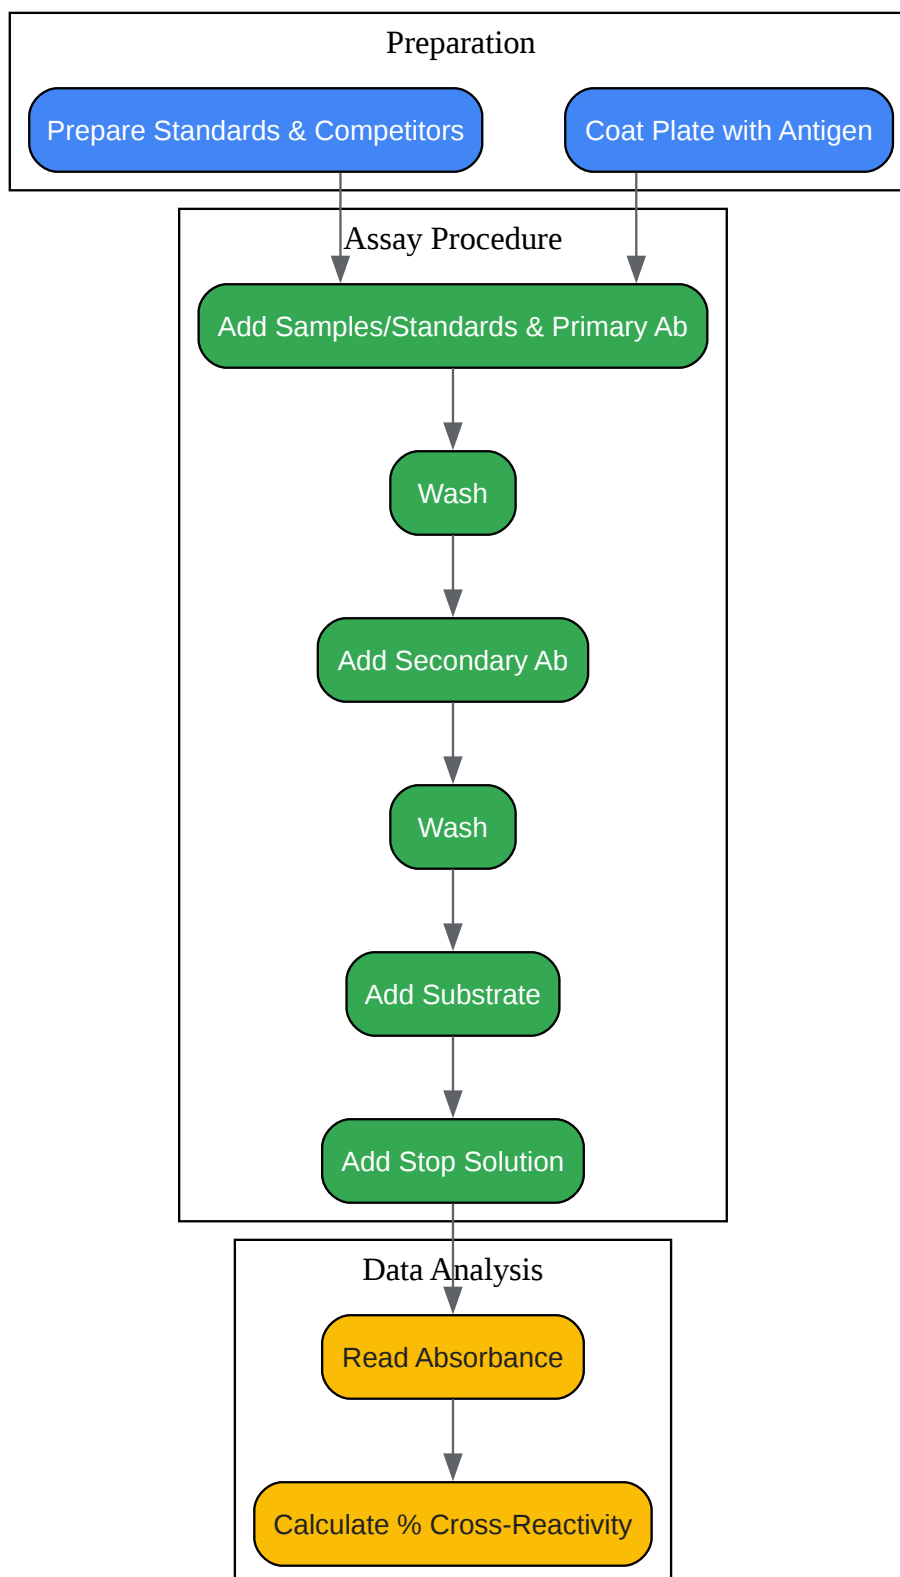 Preparation
Prepare Standards & Competitors
Coat Plate with Antigen
Assay Procedure
Add Samples/Standards & Primary Ab
Wash
Add Secondary Ab
Wash
Add Substrate
Add Stop Solution
Data Analysis
Read Absorbance
Calculate % Cross-Reactivity